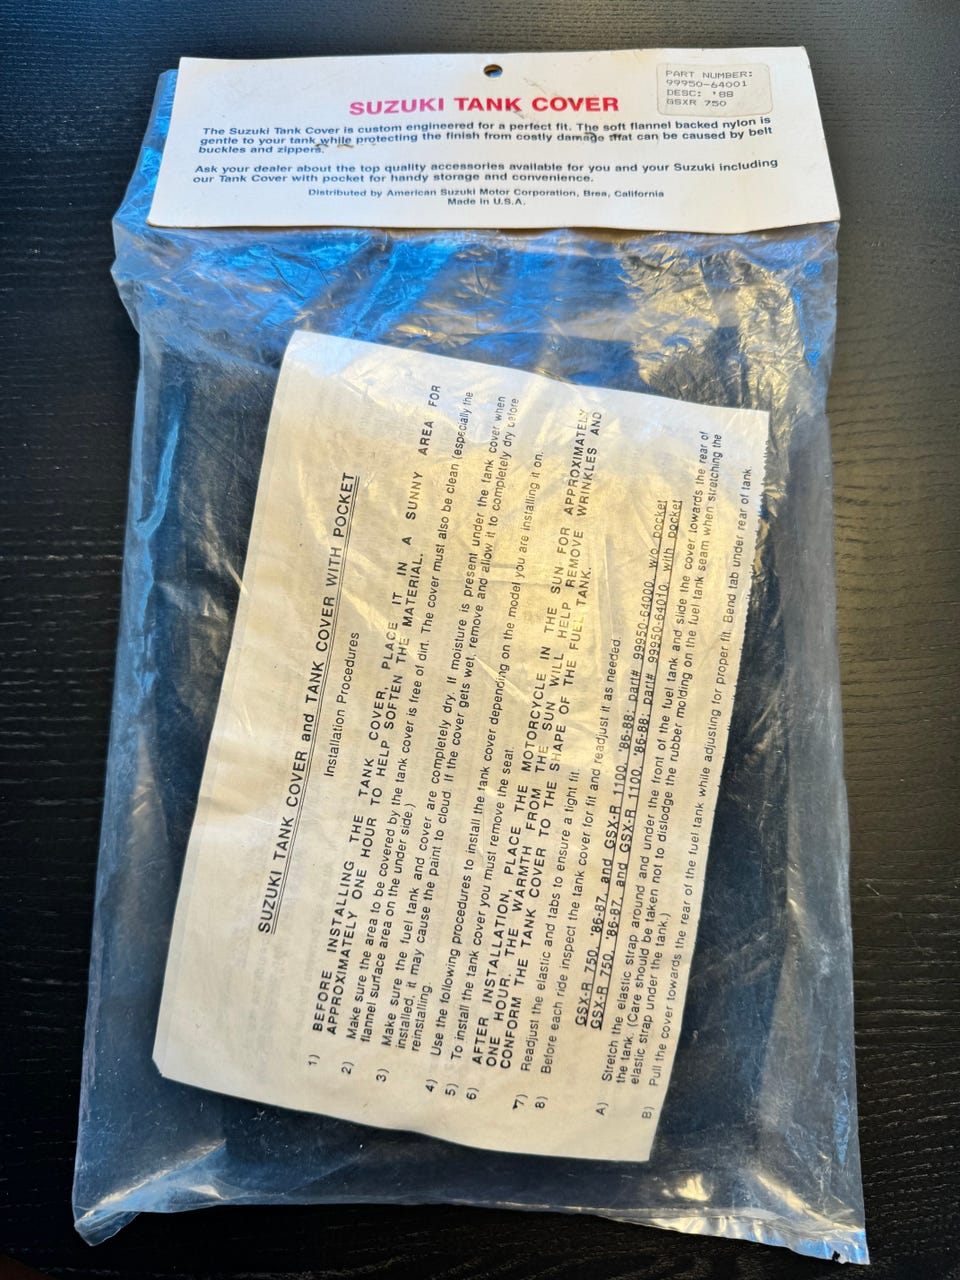 SUZUKI TANK COVER
PART NUMBER:
99950-64001
DESC: '88
GSXR 750
The Suzuki Tank Cover is custom engineered for a perfect fit. The soft flannel backed nylon is
gentle to your tank while protecting the finish from costly damage that can be caused by belt
buckles and zippers.
Ask your dealer about the top quality accessories available for you and your Suzuki including
our Tank Cover with pocket for handy storage and convenience.
Distributed by American Suzuki Motor Corporation, Brea, California
Made in U.S.A.
SUZUKI TANK COVER and TANK COVER WITH POCKET
Installation Procedures
1) BEFORE INSTALLING THE TANK COVER, PLACE IT IN A SUNNY AREA FOR
APPROXIMATELY ONE HOUR TO HELP SOFTEN THE MATERIAL.
2) Make sure the area to be covered by the tank cover is free of dirt. The cover must also be clean (especially the
flannel surface area on the under side.)
3) Make sure the fuel tank and cover are completely dry. If moisture is present under the tank cover when
installed, it may cause the paint to cloud. If the cover gets wet, remove and allow it to completely dry before
reinstalling.
4) Use the following procedures to install the tank cover depending on the model you are installing it on.
5) To install the tank cover you must remove the seat.
6) AFTER INSTALLATION, PLACE THE MOTORCYCLE IN THE SUN FOR APPROXIMATELY
ONE HOUR. THE WARMTH FROM THE SUN WILL HELP REMOVE WRINKLES AND
CONFORM THE TANK COVER TO THE SHAPE OF THE FUEL TANK.
7) Readjust the elastic and tabs to ensure a tight fit.
8) Before each ride inspect the tank cover for fit and readjust it as needed.
GSX-R 750, '86-87, and GSX-R 1100, '86-88; part# 99950-64000, w/o pocket
GSX-R 750, '86-87, and GSX-R 1100, '86-88; part# 99950-64010, with pocket
A) Stretch the elastic strap around and under the front of the fuel tank and slide the cover towards the rear of
the tank. (Care should be taken not to dislodge the rubber molding on the fuel tank seam when stretching the
elastic strap under the tank.)
B) Pull the cover towards the rear of the fuel tank while adjusting for proper fit. Bend tab under rear of tank